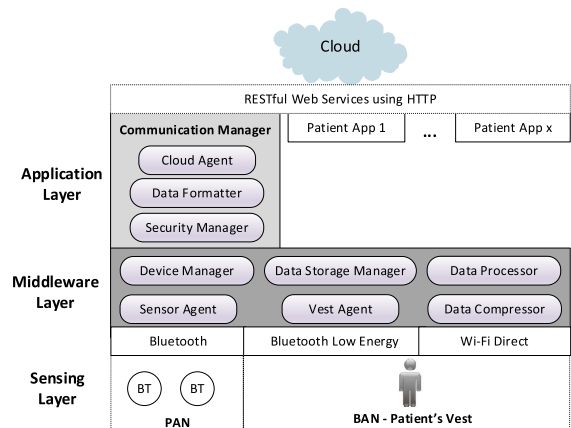 Cloud
RESTful Web Services using HTTP
Communication Manager
Patient App 1
...
Patient App x
Cloud Agent
Application
Layer
Data Formatter
Security Manager
Middleware
Layer
Device Manager
Data Storage Manager
Data Processor
Sensor Agent
Vest Agent
Data Compressor
Bluetooth
Bluetooth Low Energy
Wi-Fi Direct
Sensing
Layer
BT
BT
PAN
BAN - Patient's Vest